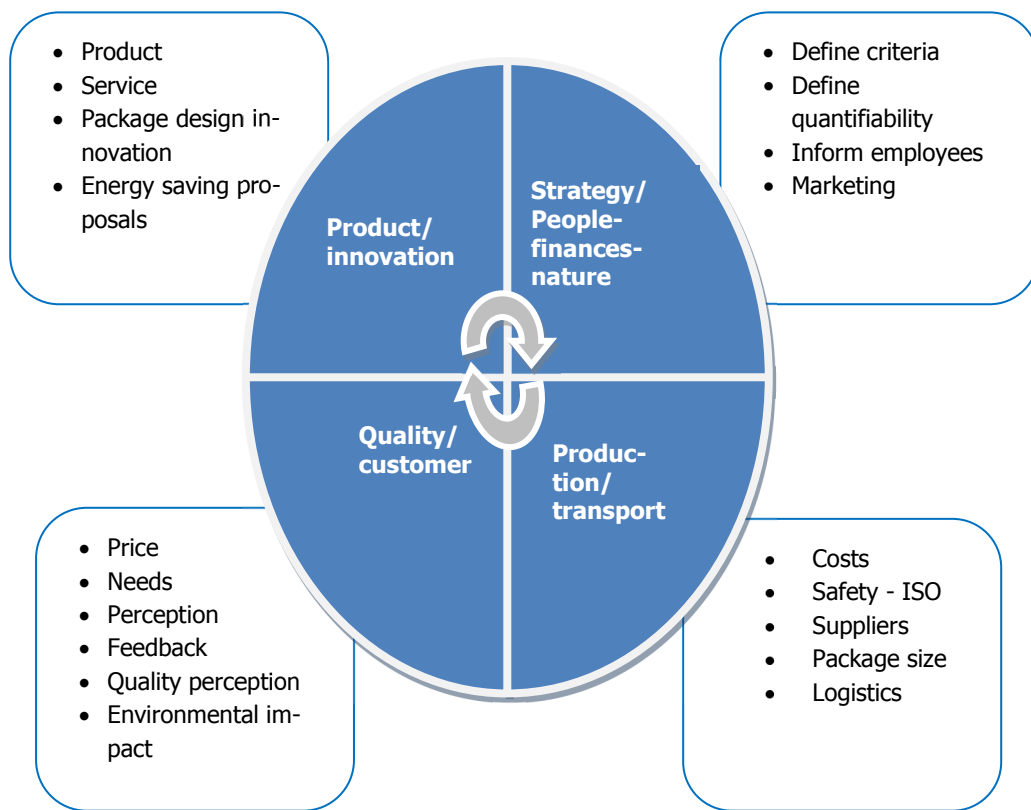 • Product
• Service
• Package design in-
novation
• Energy saving pro-
posals
• Define criteria
• Define
quantifiability
• Inform employees
• Marketing
Product/
innovation
Strategy/
People-
finances-
nature
Quality/
customer
Produc-
tion/
transport
• Price
• Needs
• Perception
• Feedback
• Quality perception
• Environmental im-
pact
• Costs
• Safety - ISO
• Suppliers
• Package size
• Logistics